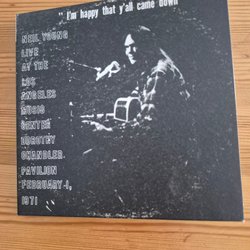 " I'm happy that y'all came down
NEIL YOUNG
LIVE
AT THE
LOS
ANGELES
MUSIC
CENTER
DOROTHY
CHANDLER
PAVILION
FEBRUARY-1,
1971